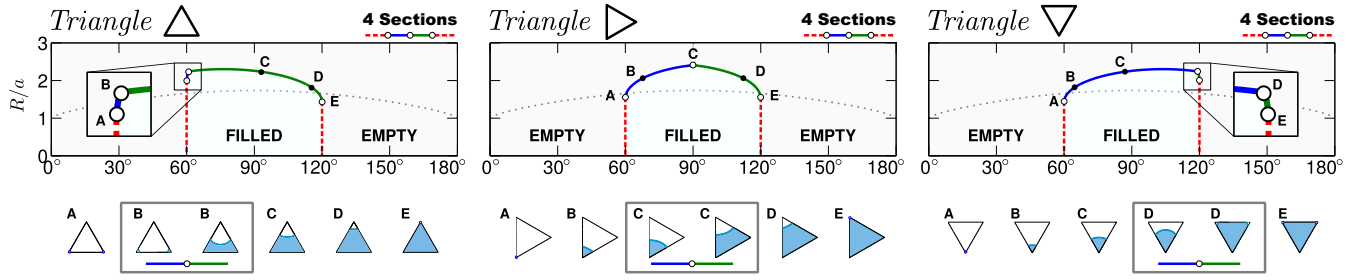 Triangle
4 Sections
Triangle
4 Sections
Triangle
4 Sections
R/a
3
2
1
0
A
B
C
D
E
FILLED
EMPTY
0° 30° 60° 90° 120° 150° 180°
A
B
C
D
E
EMPTY
FILLED
EMPTY
0° 30° 60° 90° 120° 150° 180°
A
B
C
D
E
EMPTY
FILLED
0° 30° 60° 90° 120° 150° 180°
A B B C D E
A B C C D E
A B C D D E